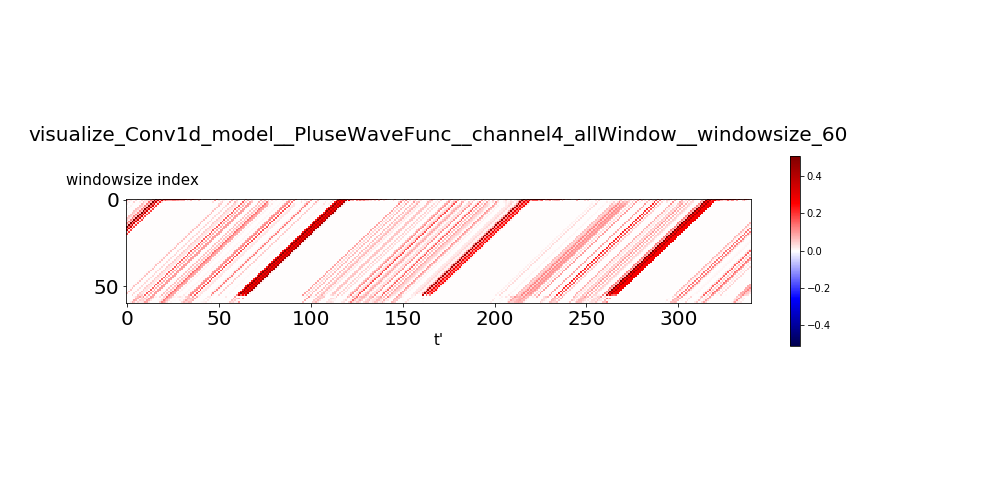 visualize_Conv1d_model__PluseWaveFunc__channel4_allWindow__windowsize_60
windowsize index
0
50
0 50 100 150 200 250 300
t'
0.4
0.2
0.0
−0.2
−0.4